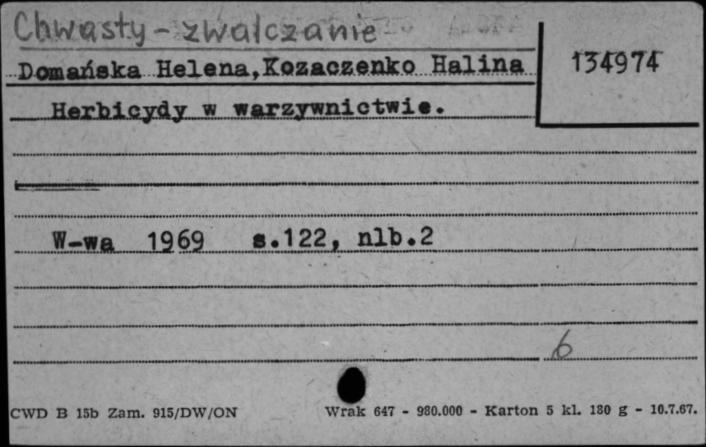 Chwasty - zwalczanie
Domańska Helena,Kozaczenko Halina
134974
Herbicydy w warzywnictwie.
W-wa 1969 s.122, nlb.2
6
CWD B 15b Zam. 915/DW/ON Wrak 647 - 980.000 - Karton 5 kl. 180 g - 10.7.67.